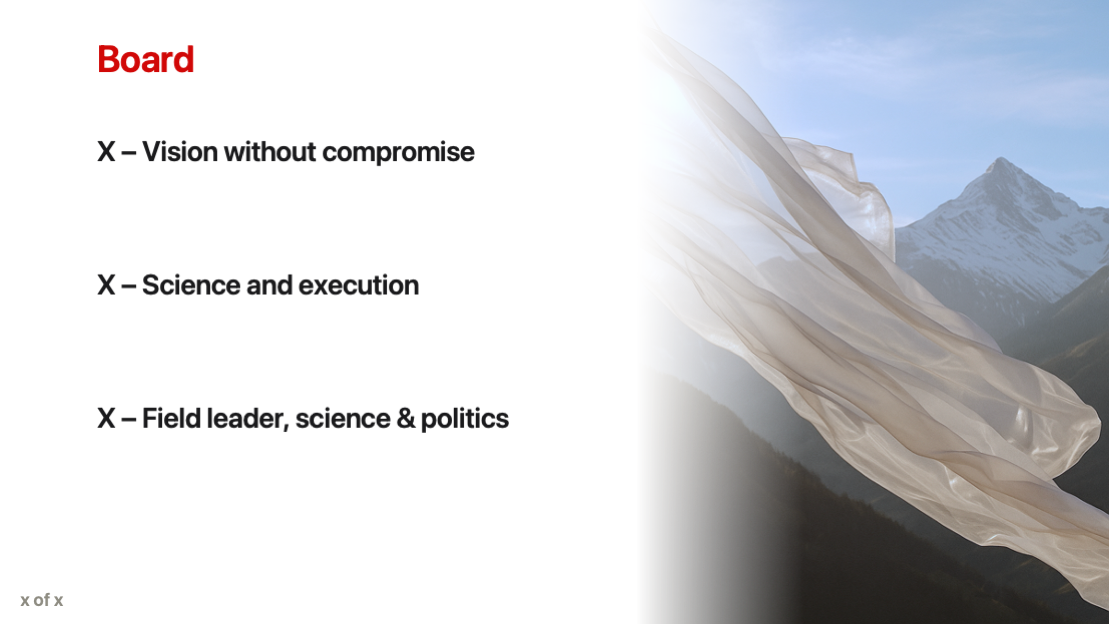 Board
X – Vision without compromise
X – Science and execution
X – Field leader, science & politics
x of x